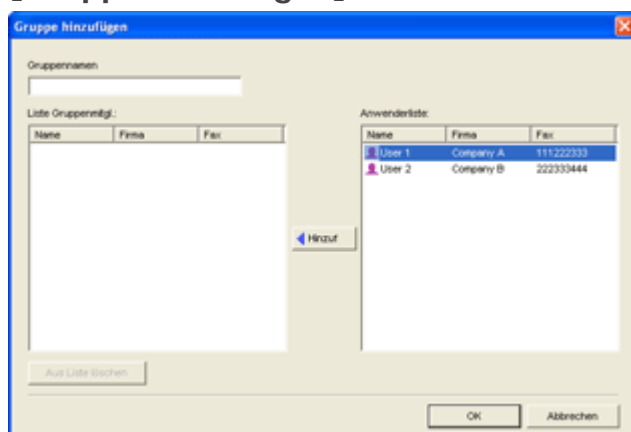 Gruppe hinzufügen
Gruppennamen
Liste Gruppenmitgl.:
Name Firma Fax
Anwenderliste:
Name Firma Fax
User 1 Company A 111222333
User 2 Company B 222333444
Hinzuf
Aus Liste löschen
OK Abbrechen